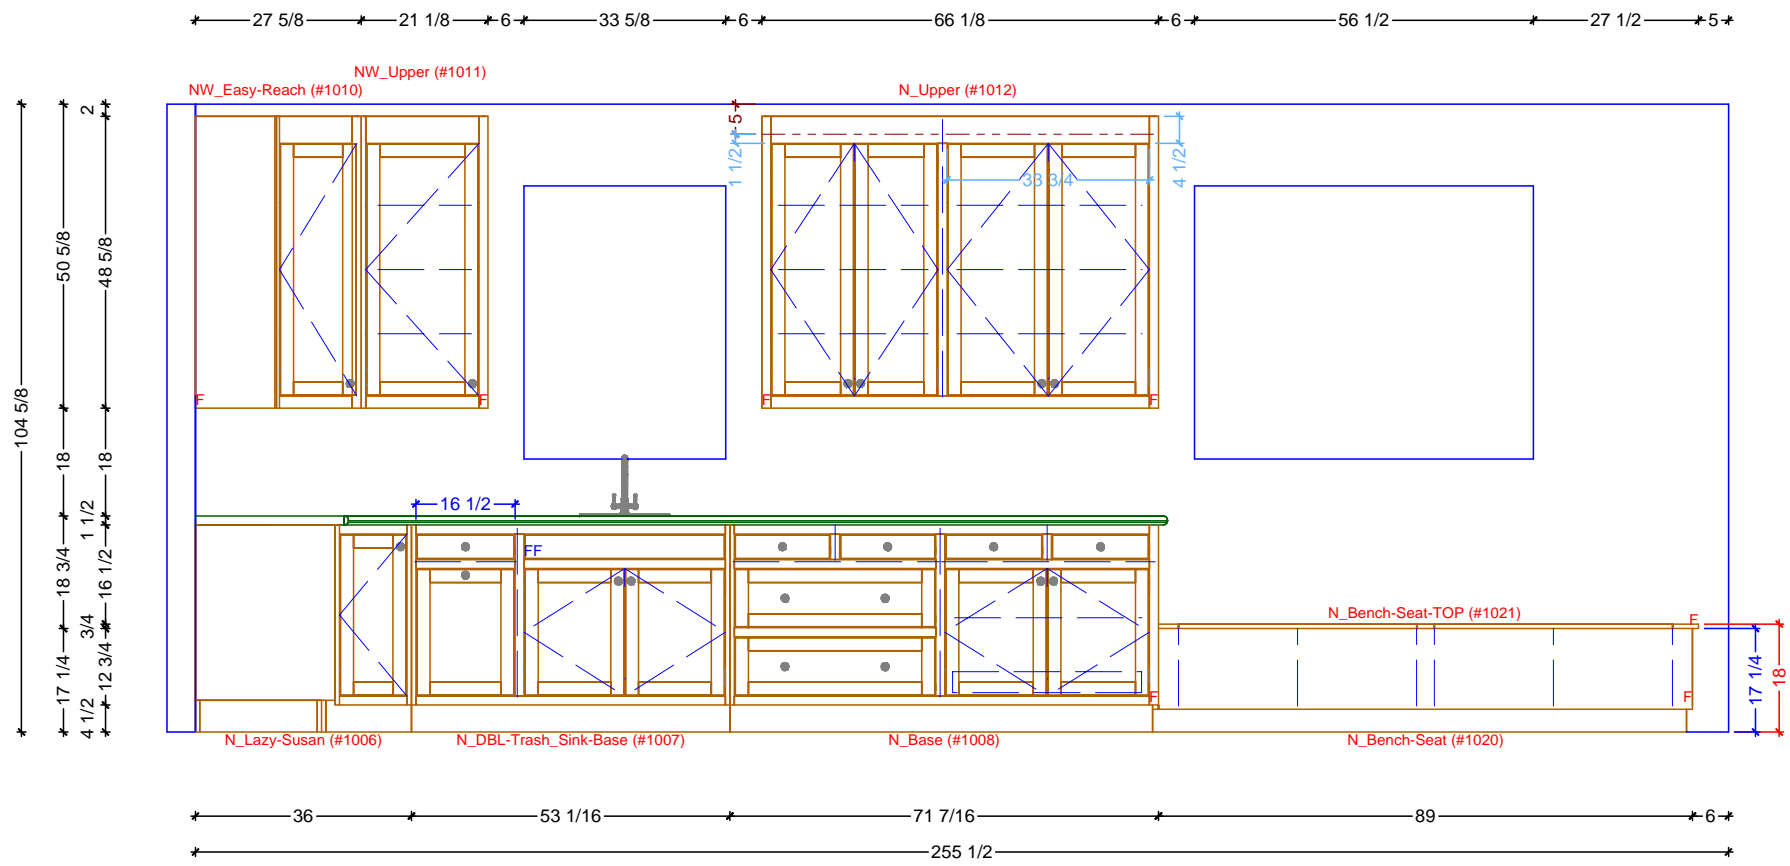 27 5/8
21 1/8
6
33 5/8
6
66 1/8
6
56 1/2
27 1/2
5
NW_Upper (#1011)
NW_Easy-Reach (#1010)
N_Upper (#1012)
104 5/8
50 5/8
18
18 3/4
17 1/4
2
48 5/8
18
1 1/2
16 1/2
3/4
12 3/4
4 1/2
5
1 1/2
4 1/2
33 3/4
F
F
F
F
16 1/2
FF
N_Bench-Seat-TOP (#1021)
F
F
F
17 1/4
18
N_Lazy-Susan (#1006)
N_DBL-Trash_Sink-Base (#1007)
N_Base (#1008)
N_Bench-Seat (#1020)
36
53 1/16
71 7/16
89
6
255 1/2